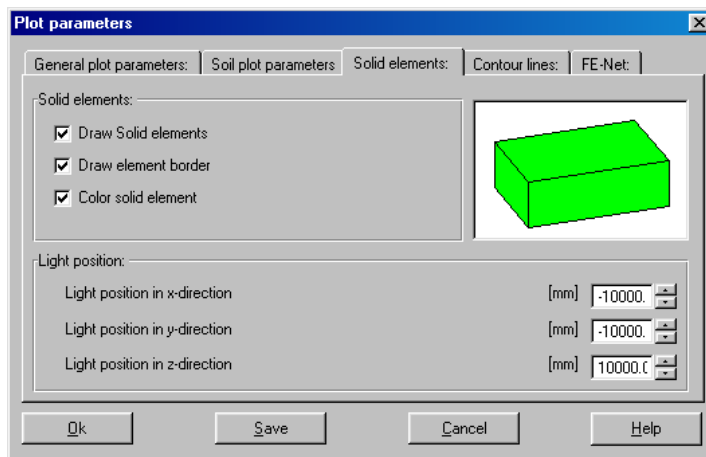 Plot parameters
General plot parameters: Soil plot parameters Solid elements: Contour lines: FE-Net:
Solid elements:
Draw Solid elements
Draw element border
Color solid element
Light position:
Light position in x-direction [mm] -10000.
Light position in y-direction [mm] -10000.
Light position in z-direction [mm] 10000.0
Ok Save Cancel Help